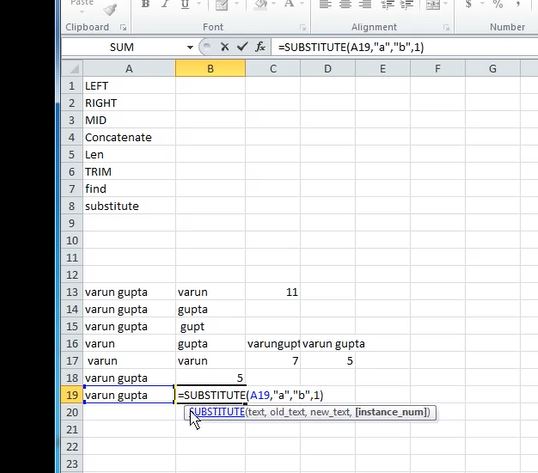 Paste
B I U A
Clipboard Font Alignment Number
SUM fx =SUBSTITUTE(A19,"a","b",1)
A B C D E F G
1 LEFT
2 RIGHT
3 MID
4 Concatenate
5 Len
6 TRIM
7 find
8 substitute
9
10
11
12
13 varun gupta varun 11
14 varun gupta gupta
15 varun gupta gupt
16 varun gupta varungupt varun gupta
17 varun varun 7 5
18 varun gupta 5
19 varun gupta =SUBSTITUTE(A19,"a","b",1)
20 SUBSTITUTE(text, old_text, new_text, [instance_num])
21
22
23